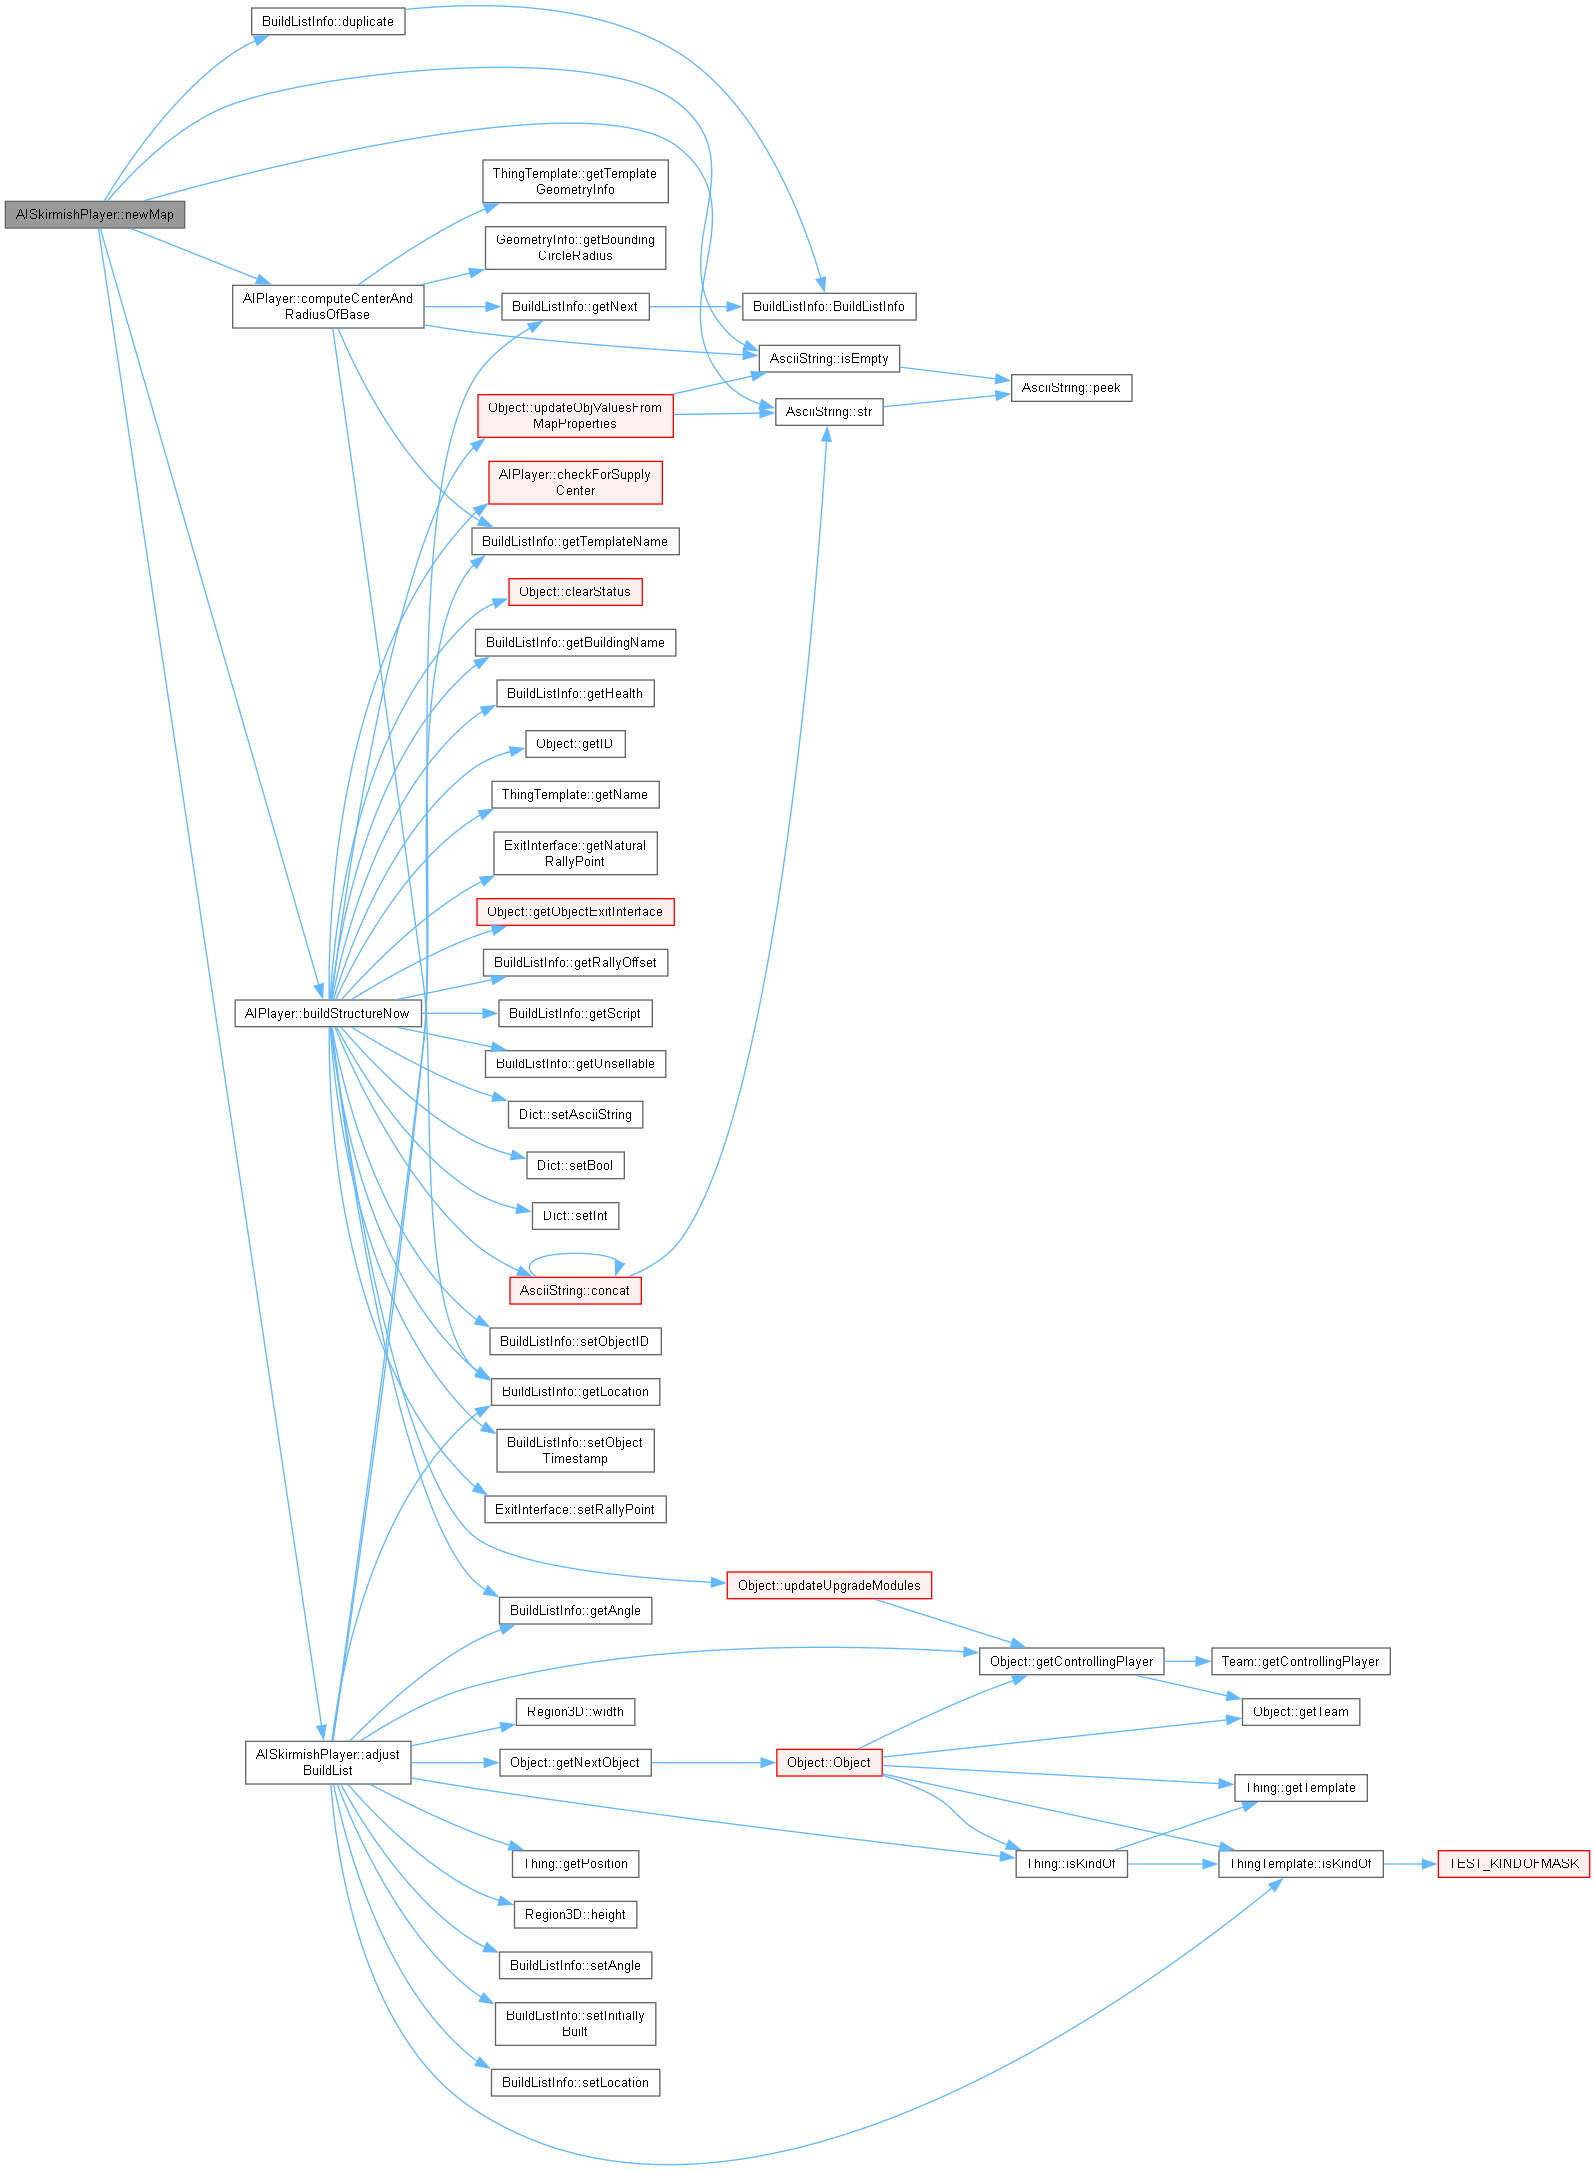 BuildListInfo::duplicate
ThingTemplate::getTemplate
GeometryInfo
AISkirmishPlayer::newMap
GeometryInfo::getBounding
CircleRadius
AIPlayer::computeCenterAnd
RadiusOfBase
BuildListInfo::getNext
BuildListInfo::BuildListInfo
AsciiString::isEmpty
AsciiString::peek
Object::updateObjValuesFrom
MapProperties
AsciiString::str
AIPlayer::checkForSupply
Center
BuildListInfo::getTemplateName
Object::clearStatus
BuildListInfo::getBuildingName
BuildListInfo::getHealth
Object::getID
ThingTemplate::getName
ExitInterface::getNatural
RallyPoint
Object::getObjectExitInterface
BuildListInfo::getRallyOffset
AIPlayer::buildStructureNow
BuildListInfo::getScript
BuildListInfo::getUnsellable
Dict::setAsciiString
Dict::setBool
Dict::setInt
AsciiString::concat
BuildListInfo::setObjectID
BuildListInfo::getLocation
BuildListInfo::setObject
Timestamp
ExitInterface::setRallyPoint
Object::updateUpgradeModules
BuildListInfo::getAngle
Object::getControllingPlayer
Team::getControllingPlayer
Region3D::width
Object::getTeam
AISkirmishPlayer::adjust
BuildList
Object::getNextObject
Object::Object
Thing::getTemplate
Thing::getPosition
Thing::isKindOf
ThingTemplate::isKindOf
TEST_KINDOFMASK
Region3D::height
BuildListInfo::setAngle
BuildListInfo::setInitially
Built
BuildListInfo::setLocation